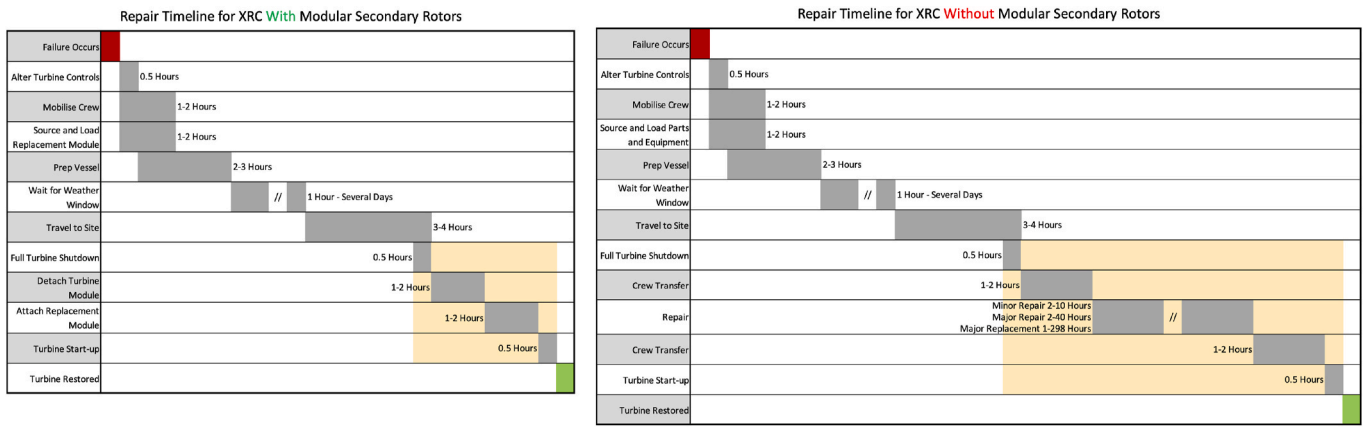 Repair Timeline for XRC With Modular Secondary Rotors
Failure Occurs
Alter Turbine Controls
0.5 Hours
Mobilise Crew
1-2 Hours
Source and Load
Replacement Module
1-2 Hours
Prep Vessel
2-3 Hours
Wait for Weather
Window
//
1 Hour - Several Days
Travel to Site
3-4 Hours
Full Turbine Shutdown
0.5 Hours
Detach Turbine
Module
1-2 Hours
Attach Replacement
Module
1-2 Hours
Turbine Start-up
0.5 Hours
Turbine Restored
Repair Timeline for XRC Without Modular Secondary Rotors
Failure Occurs
Alter Turbine Controls
0.5 Hours
Mobilise Crew
1-2 Hours
Source and Load Parts
and Equipment
1-2 Hours
Prep Vessel
2-3 Hours
Wait for Weather
Window
//
1 Hour - Several Days
Travel to Site
3-4 Hours
Full Turbine Shutdown
0.5 Hours
Crew Transfer
1-2 Hours
Repair
Minor Repair 2-10 Hours
Major Repair 2-40 Hours
Major Replacement 1-298 Hours
//
Crew Transfer
1-2 Hours
Turbine Start-up
0.5 Hours
Turbine Restored